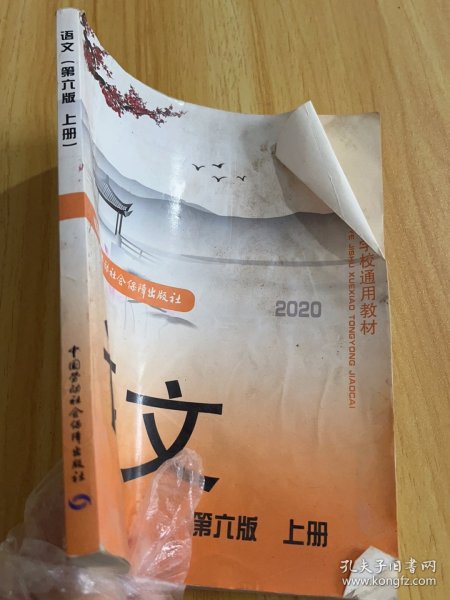 语文（第六版 上册）
中国劳动社会保障出版社
社会保障出版社
2020
学校通用教材
JISHU XUEXIAO TONGYONG JIAOCAI
文
第六版 上册
孔夫子旧书网
www.kongfz.com